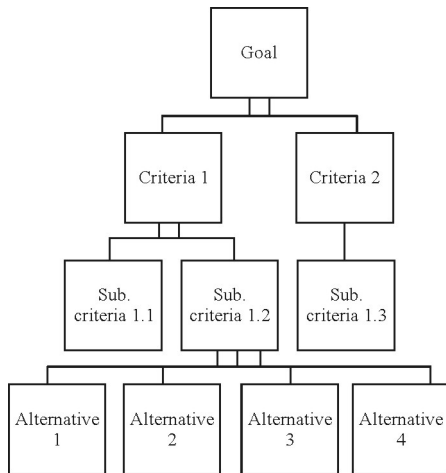 Goal
Criteria 1
Criteria 2
Sub.
criteria 1.1
Sub.
criteria 1.2
Sub.
criteria 1.3
Alternative
1
Alternative
2
Alternative
3
Alternative
4